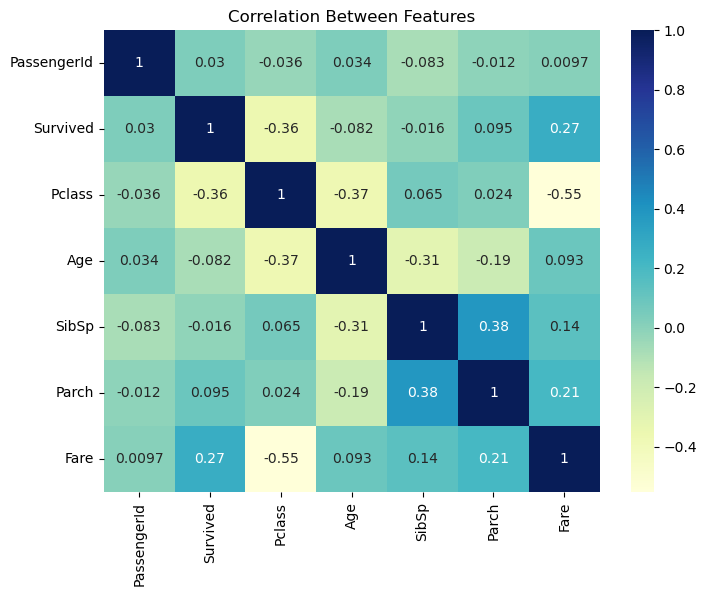 Correlation Between Features
PassengerId 1 0.03 -0.036 0.034 -0.083 -0.012 0.0097
Survived 0.03 1 -0.36 -0.082 -0.016 0.095 0.27
Pclass -0.036 -0.36 1 -0.37 0.065 0.024 -0.55
Age 0.034 -0.082 -0.37 1 -0.31 -0.19 0.093
SibSp -0.083 -0.016 0.065 -0.31 1 0.38 0.14
Parch -0.012 0.095 0.024 -0.19 0.38 1 0.21
Fare 0.0097 0.27 -0.55 0.093 0.14 0.21 1
PassengerId Survived Pclass Age SibSp Parch Fare
1.0
0.8
0.6
0.4
0.2
0.0
−0.2
−0.4